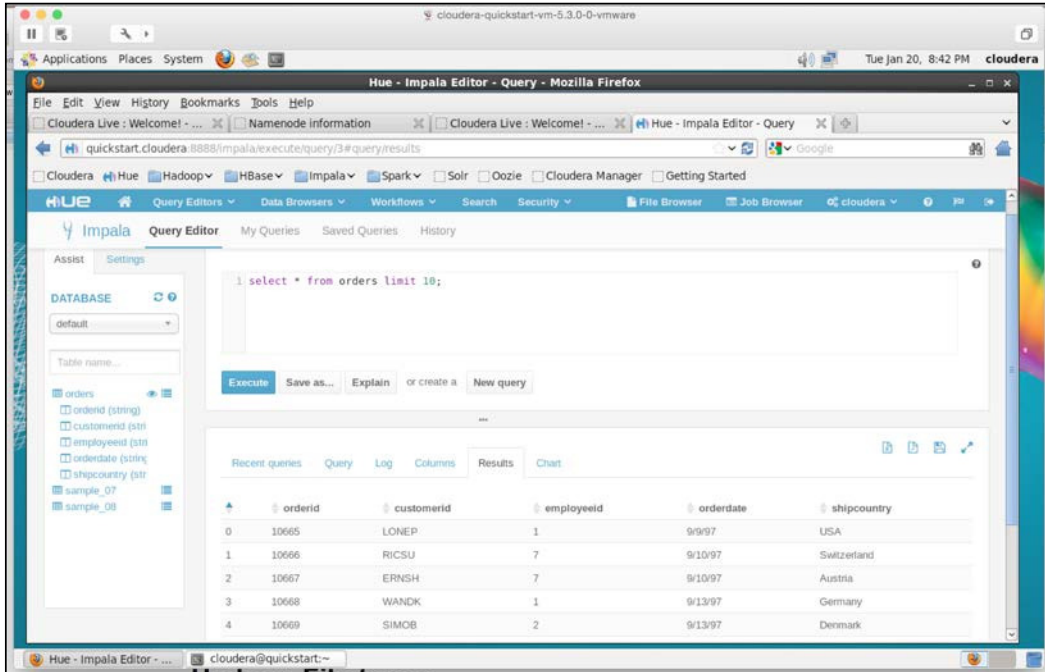 cloudera-quickstart-vm-5.3.0-0-vmware
Applications Places System Tue Jan 20, 8:42 PM cloudera
Hue - Impala Editor - Query - Mozilla Firefox
File Edit View History Bookmarks Tools Help
Cloudera Live : Welcome! - ... Namenode information Cloudera Live : Welcome! - ... Hue - Impala Editor - Query
quickstart.cloudera:8888/impala/execute/query/3#query/results Google
Cloudera Hue Hadoop HBase Impala Spark Solr Oozie Cloudera Manager Getting Started
HUE Query Editors Data Browsers Workflows Search Security File Browser Job Browser cloudera
Impala Query Editor My Queries Saved Queries History
Assist Settings
1 select * from orders limit 10;
DATABASE
default
Table name...
Execute Save as... Explain or create a New query
orders
orderid (string)
customerid (stri
employeeid (stri
orderdate (string
shipcountry (str
sample_07
sample_08
Recent queries Query Log Columns Results Chart
orderid customerid employeeid orderdate shipcountry
0 10665 LONEP 1 9/9/97 USA
1 10666 RICSU 7 9/10/97 Switzerland
2 10667 ERNSH 7 9/10/97 Austria
3 10668 WANDK 1 9/13/97 Germany
4 10669 SIMOB 2 9/13/97 Denmark
Hue - Impala Editor - ... cloudera@quickstart:~